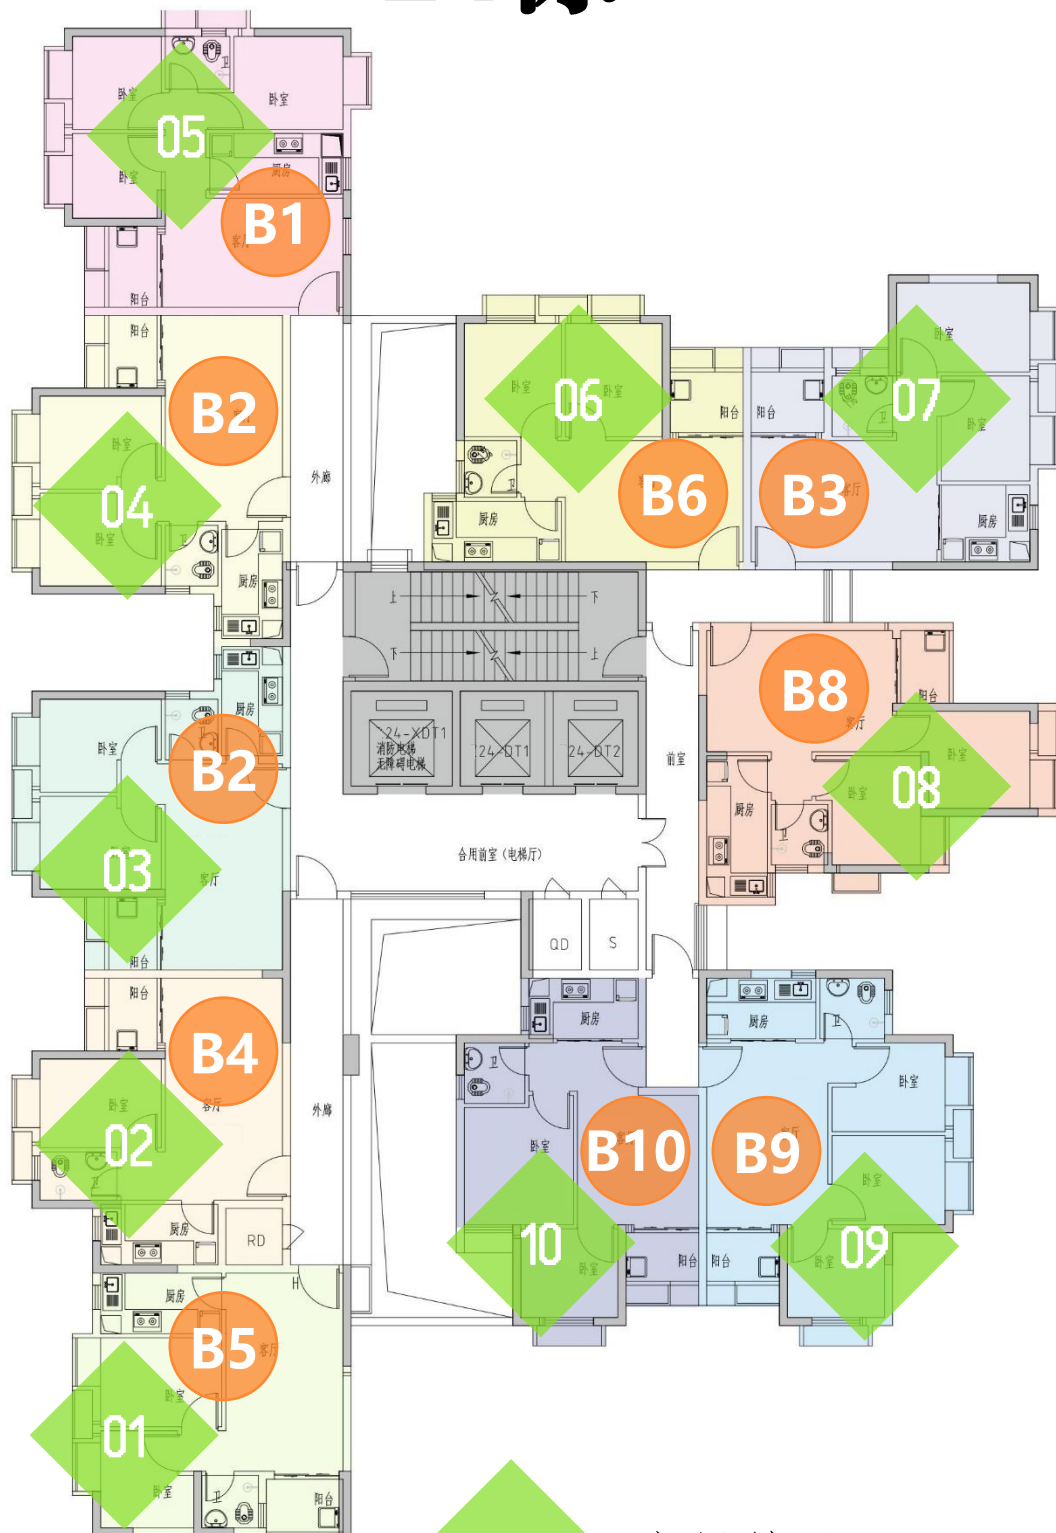 卫
卧室
卧室
05
卧室
厨房
B1
客厅
阳台
阳台
B2
卧室
04
卧室
卫
厨房
外廊
06
卧室
卧室
阳台
卫
厨房
B6
阳台
B3
客厅
卧室
07
卫
卧室
厨房
上
下
下
上
24-XDT1
消防电梯
无障碍电梯
24-DT1
24-DT2
前室
合用前室（电梯厅）
QD
S
B8
客厅
阳台
卧室
08
卧室
厨房
卫
厨房
卧室
B2
03
客厅
阳台
阳台
B4
客厅
卧室
02
卫
厨房
RD
外廊
厨房
卫
卧室
B10
10
卧室
阳台
厨房
卫
卧室
B9
卧室
09
卧室
阳台
H
厨房
B5
客厅
卧室
01
卧室
卫
阳台